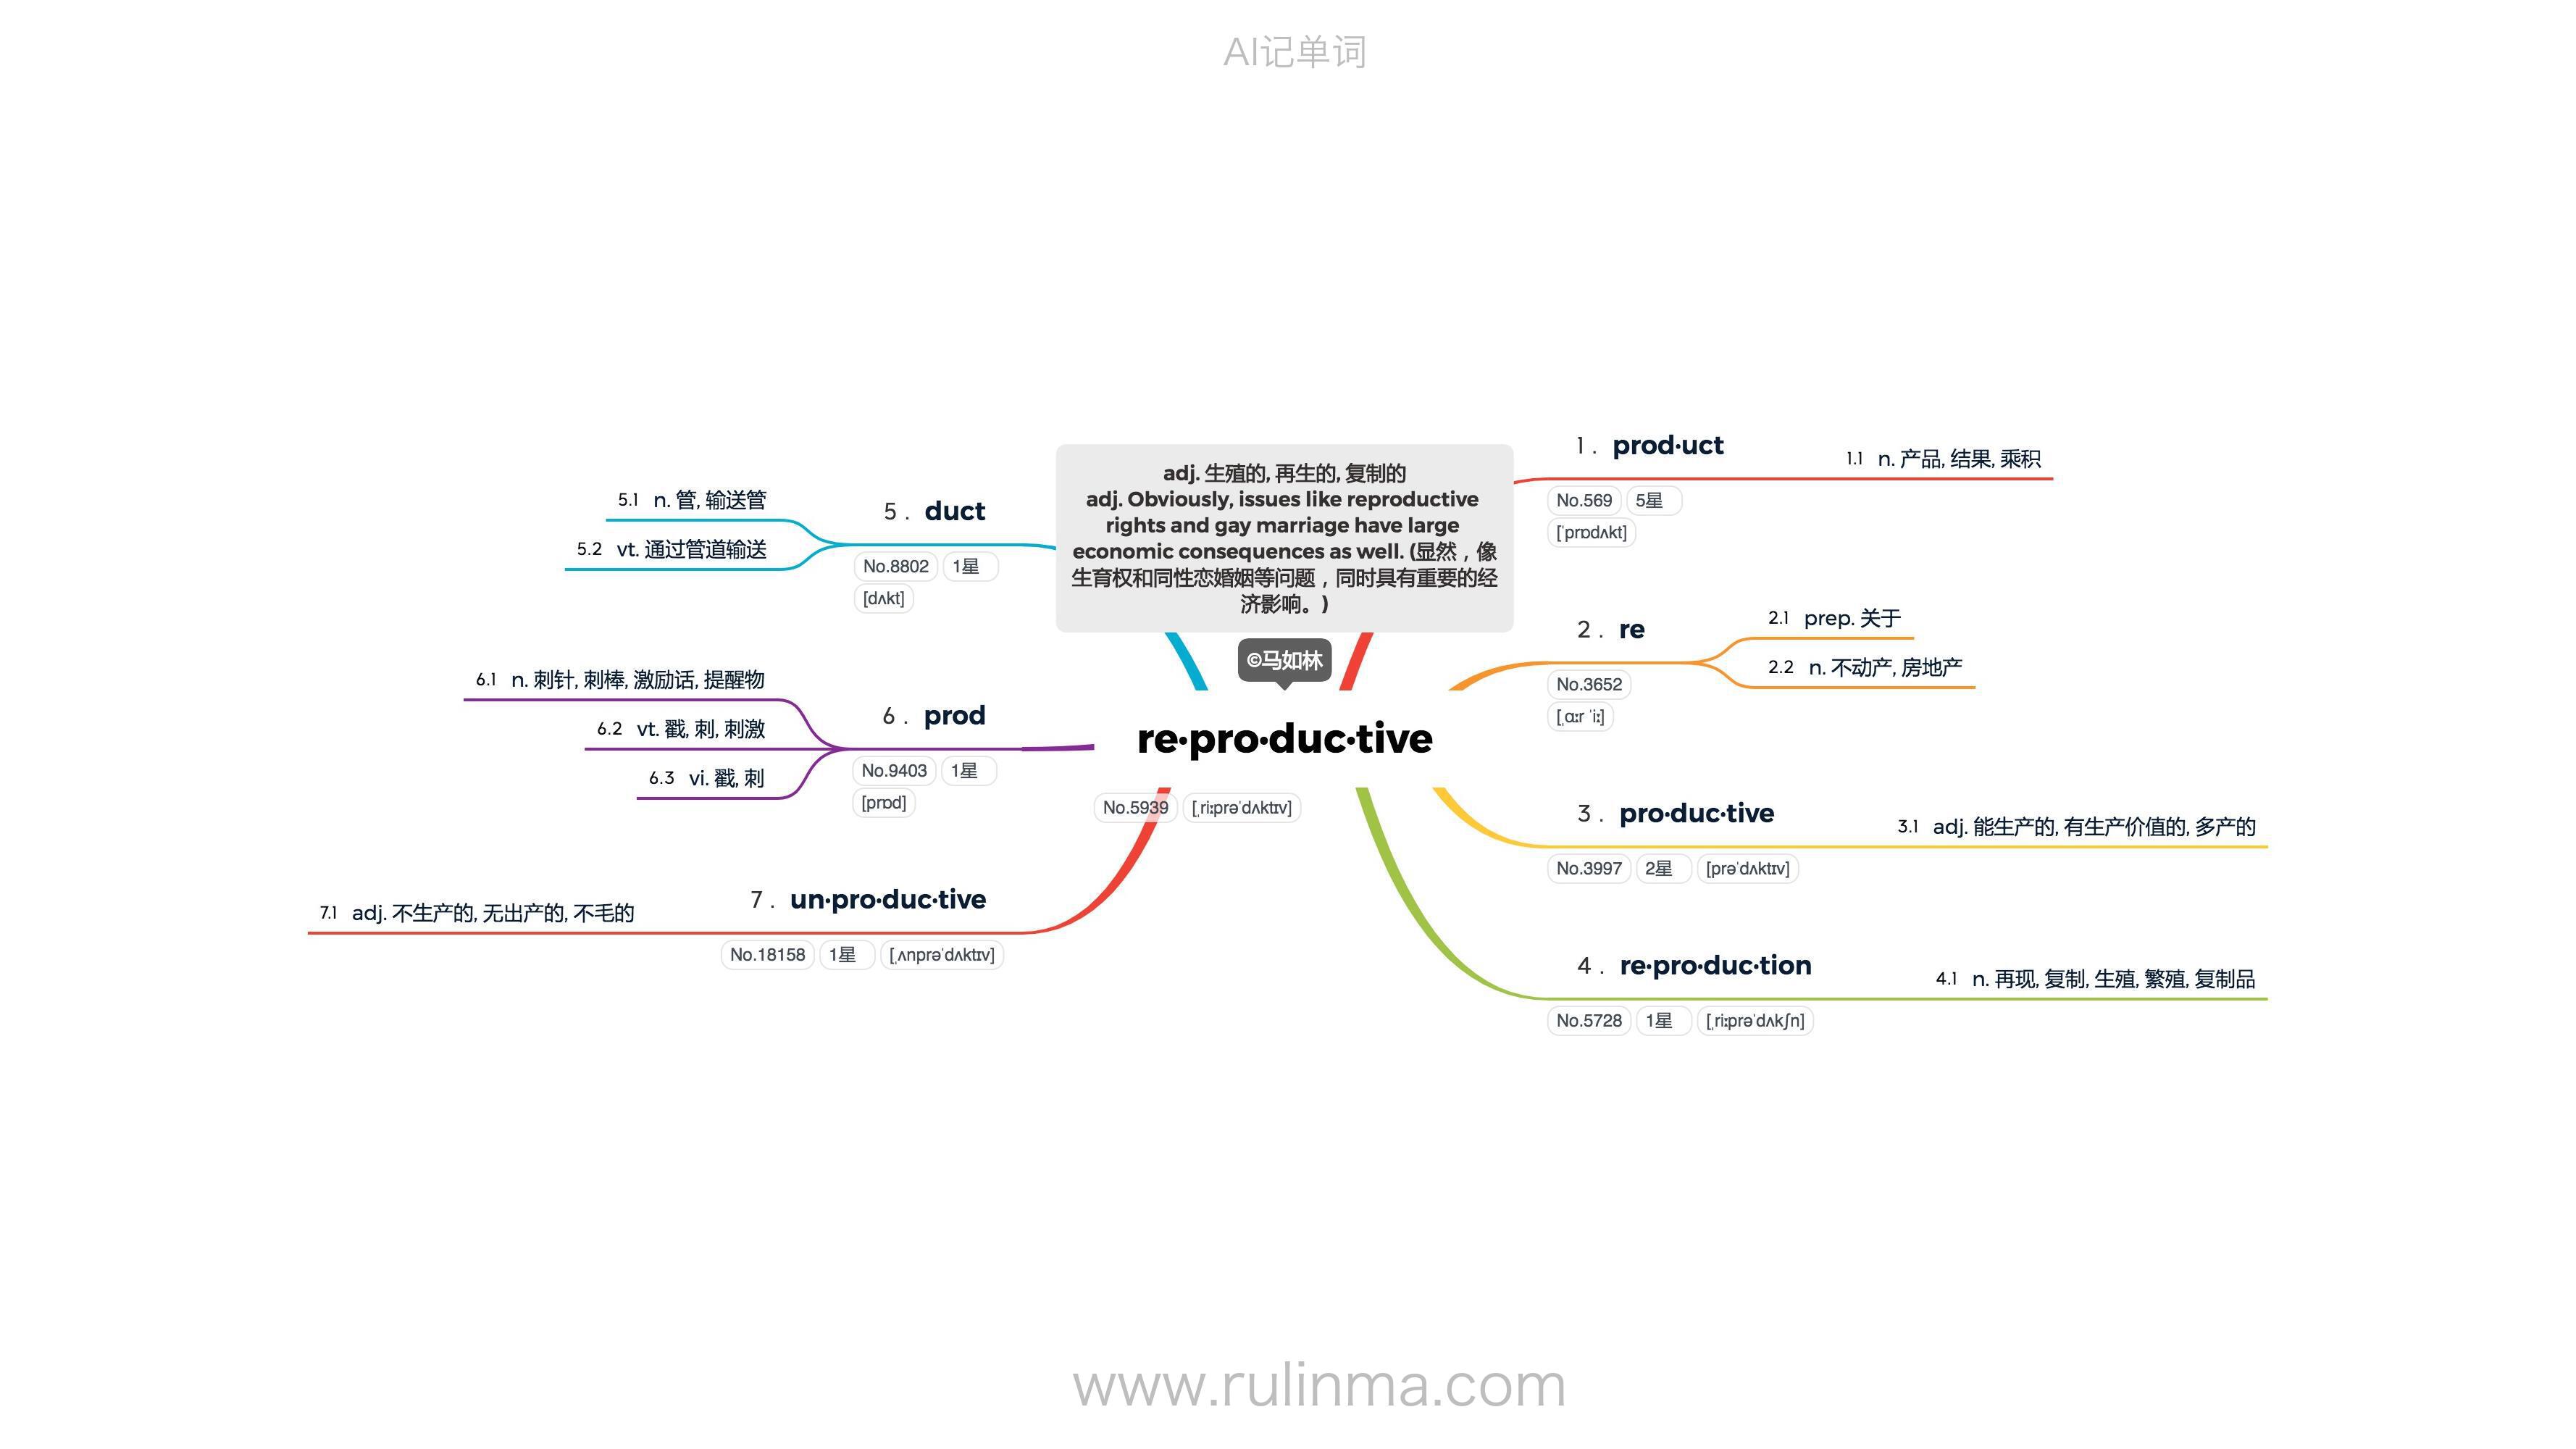 AI记单词
adj. 生殖的, 再生的, 复制的
adj. Obviously, issues like reproductive
rights and gay marriage have large
economic consequences as well. (显然，像
生育权和同性恋婚姻等问题，同时具有重要的经
济影响。)
©马如林
re·pro·duc·tive
No.5939 [ˌriːprəˈdʌktɪv]
1 . prod·uct
No.569 5星
[ˈprɒdʌkt]
1.1 n. 产品, 结果, 乘积
2 . re
No.3652
[ˌɑːr ˈiː]
2.1 prep. 关于
2.2 n. 不动产, 房地产
3 . pro·duc·tive
No.3997 2星 [prəˈdʌktɪv]
3.1 adj. 能生产的, 有生产价值的, 多产的
4 . re·pro·duc·tion
No.5728 1星 [ˌriːprəˈdʌkʃn]
4.1 n. 再现, 复制, 生殖, 繁殖, 复制品
5 . duct
No.8802 1星
[dʌkt]
5.1 n. 管, 输送管
5.2 vt. 通过管道输送
6 . prod
No.9403 1星
[prɒd]
6.1 n. 刺针, 刺棒, 激励话, 提醒物
6.2 vt. 戳, 刺, 刺激
6.3 vi. 戳, 刺
7 . un·pro·duc·tive
No.18158 1星 [ˌʌnprəˈdʌktɪv]
7.1 adj. 不生产的, 无出产的, 不毛的
www.rulinma.com